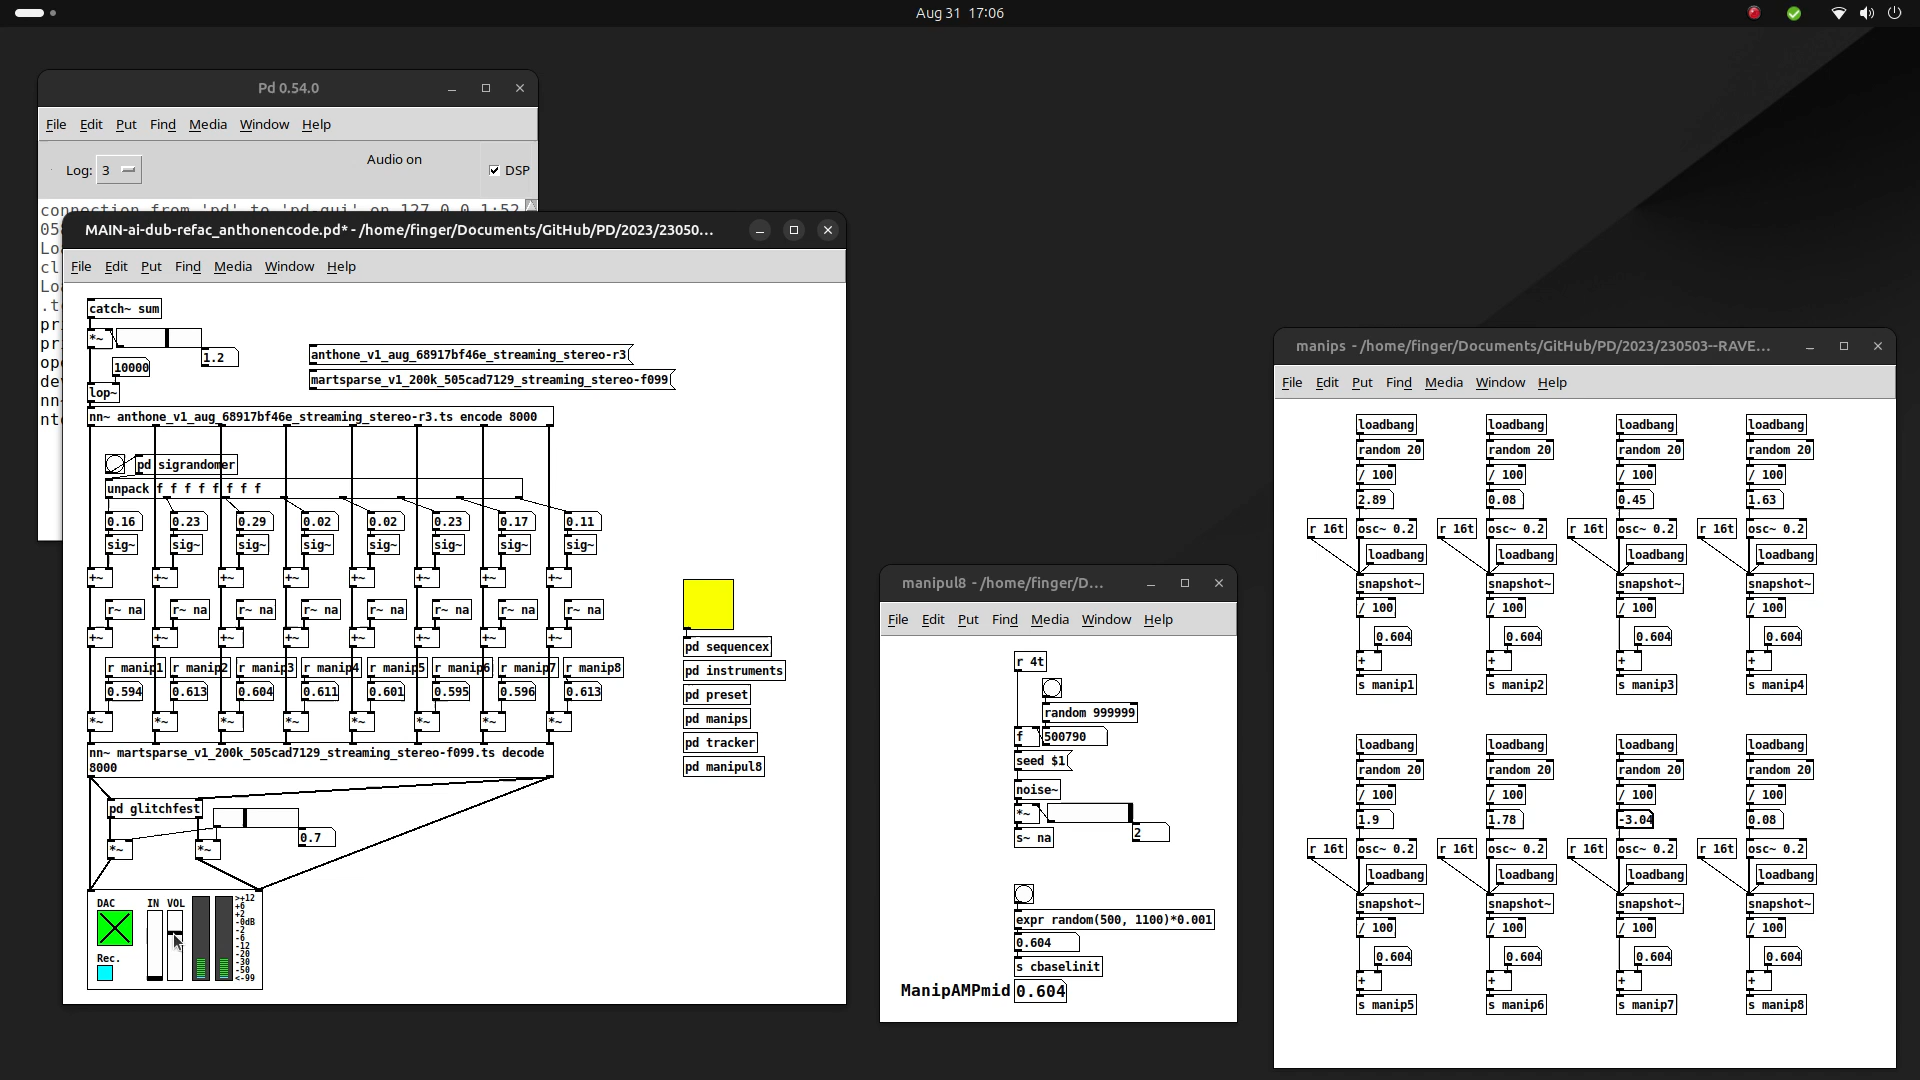 Aug 31 17:06
Pd 0.54.0
File Edit Put Find Media Window Help
Log: 3
Audio on
DSP
MAIN-ai-dub-refac_anthonencode.pd* - /home/finger/Documents/GitHub/PD/2023/23050...
File Edit Put Find Media Window Help
catch~ sum
*~
1.2
10000
lop~
anthone_v1_aug_68917bf46e_streaming_stereo-r3
martsparse_v1_200k_505cad7129_streaming_stereo-f099
nn~ anthone_v1_aug_68917bf46e_streaming_stereo-r3.ts encode 8000
pd sigrandomer
unpack f f f f f f f f
0.16 0.23 0.29 0.02 0.02 0.23 0.17 0.11
sig~ sig~ sig~ sig~ sig~ sig~ sig~ sig~
+~ +~ +~ +~ +~ +~ +~ +~
r~ na r~ na r~ na r~ na r~ na r~ na r~ na r~ na
+~ +~ +~ +~ +~ +~ +~ +~
r manip1 r manip2 r manip3 r manip4 r manip5 r manip6 r manip7 r manip8
0.594 0.613 0.604 0.611 0.601 0.595 0.596 0.613
*~ *~ *~ *~ *~ *~ *~ *~
nn~ martsparse_v1_200k_505cad7129_streaming_stereo-f099.ts decode
8000
pd glitchfest
0.7
*~ *~
DAC IN VOL
Rec.
>+12
+6
+2
-0dB
-2
-6
-12
-20
-30
-50
<-99
pd sequencex
pd instruments
pd preset
pd manips
pd tracker
pd manipul8
manipul8 - /home/finger/D...
File Edit Put Find Media Window Help
r 4t
random 999999
f 500790
seed $1
noise~
*~
2
s~ na
expr random(500, 1100)*0.001
0.604
s cbaselinit
ManipAMPmid 0.604
manips - /home/finger/Documents/GitHub/PD/2023/230503--RAVE...
File Edit Put Find Media Window Help
loadbang loadbang loadbang loadbang
random 20 random 20 random 20 random 20
/ 100 / 100 / 100 / 100
2.89 0.08 0.45 1.63
r 16t osc~ 0.2 r 16t osc~ 0.2 r 16t osc~ 0.2 r 16t osc~ 0.2
loadbang loadbang loadbang loadbang
snapshot~ snapshot~ snapshot~ snapshot~
/ 100 / 100 / 100 / 100
0.604 0.604 0.604 0.604
+ + + +
s manip1 s manip2 s manip3 s manip4
loadbang loadbang loadbang loadbang
random 20 random 20 random 20 random 20
/ 100 / 100 / 100 / 100
1.9 1.78 -3.04 0.08
r 16t osc~ 0.2 r 16t osc~ 0.2 r 16t osc~ 0.2 r 16t osc~ 0.2
loadbang loadbang loadbang loadbang
snapshot~ snapshot~ snapshot~ snapshot~
/ 100 / 100 / 100 / 100
0.604 0.604 0.604 0.604
+ + + +
s manip5 s manip6 s manip7 s manip8